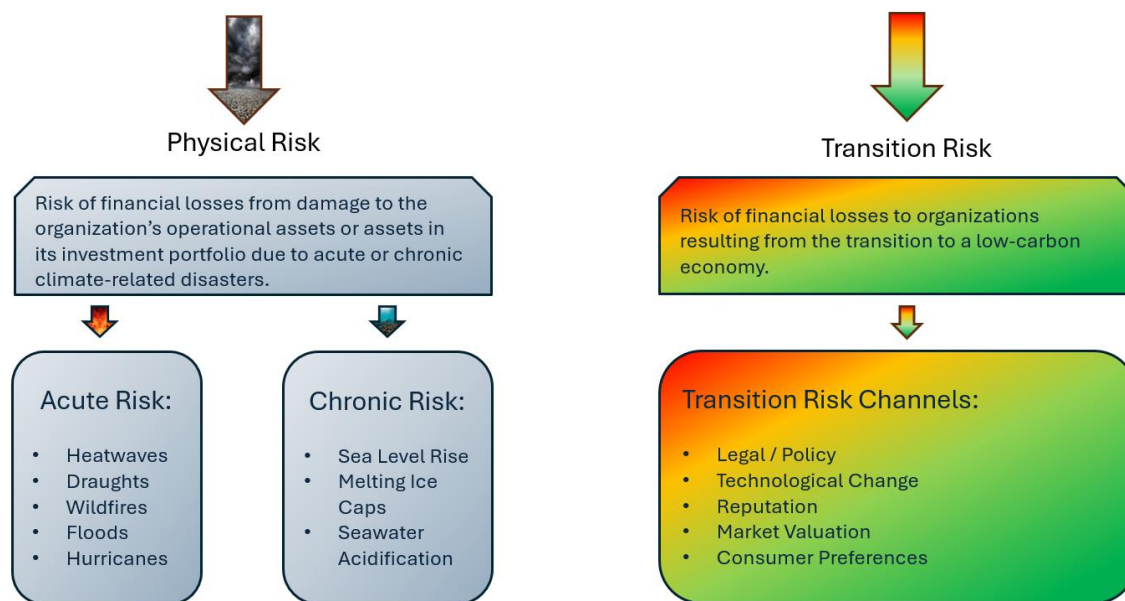 Physical Risk
Risk of financial losses from damage to the
organization's operational assets or assets in
its investment portfolio due to acute or chronic
climate-related disasters.
Acute Risk:
• Heatwaves
• Draughts
• Wildfires
• Floods
• Hurricanes
Chronic Risk:
• Sea Level Rise
• Melting Ice
Caps
• Seawater
Acidification
Transition Risk
Risk of financial losses to organizations
resulting from the transition to a low-carbon
economy.
Transition Risk Channels:
• Legal / Policy
• Technological Change
• Reputation
• Market Valuation
• Consumer Preferences